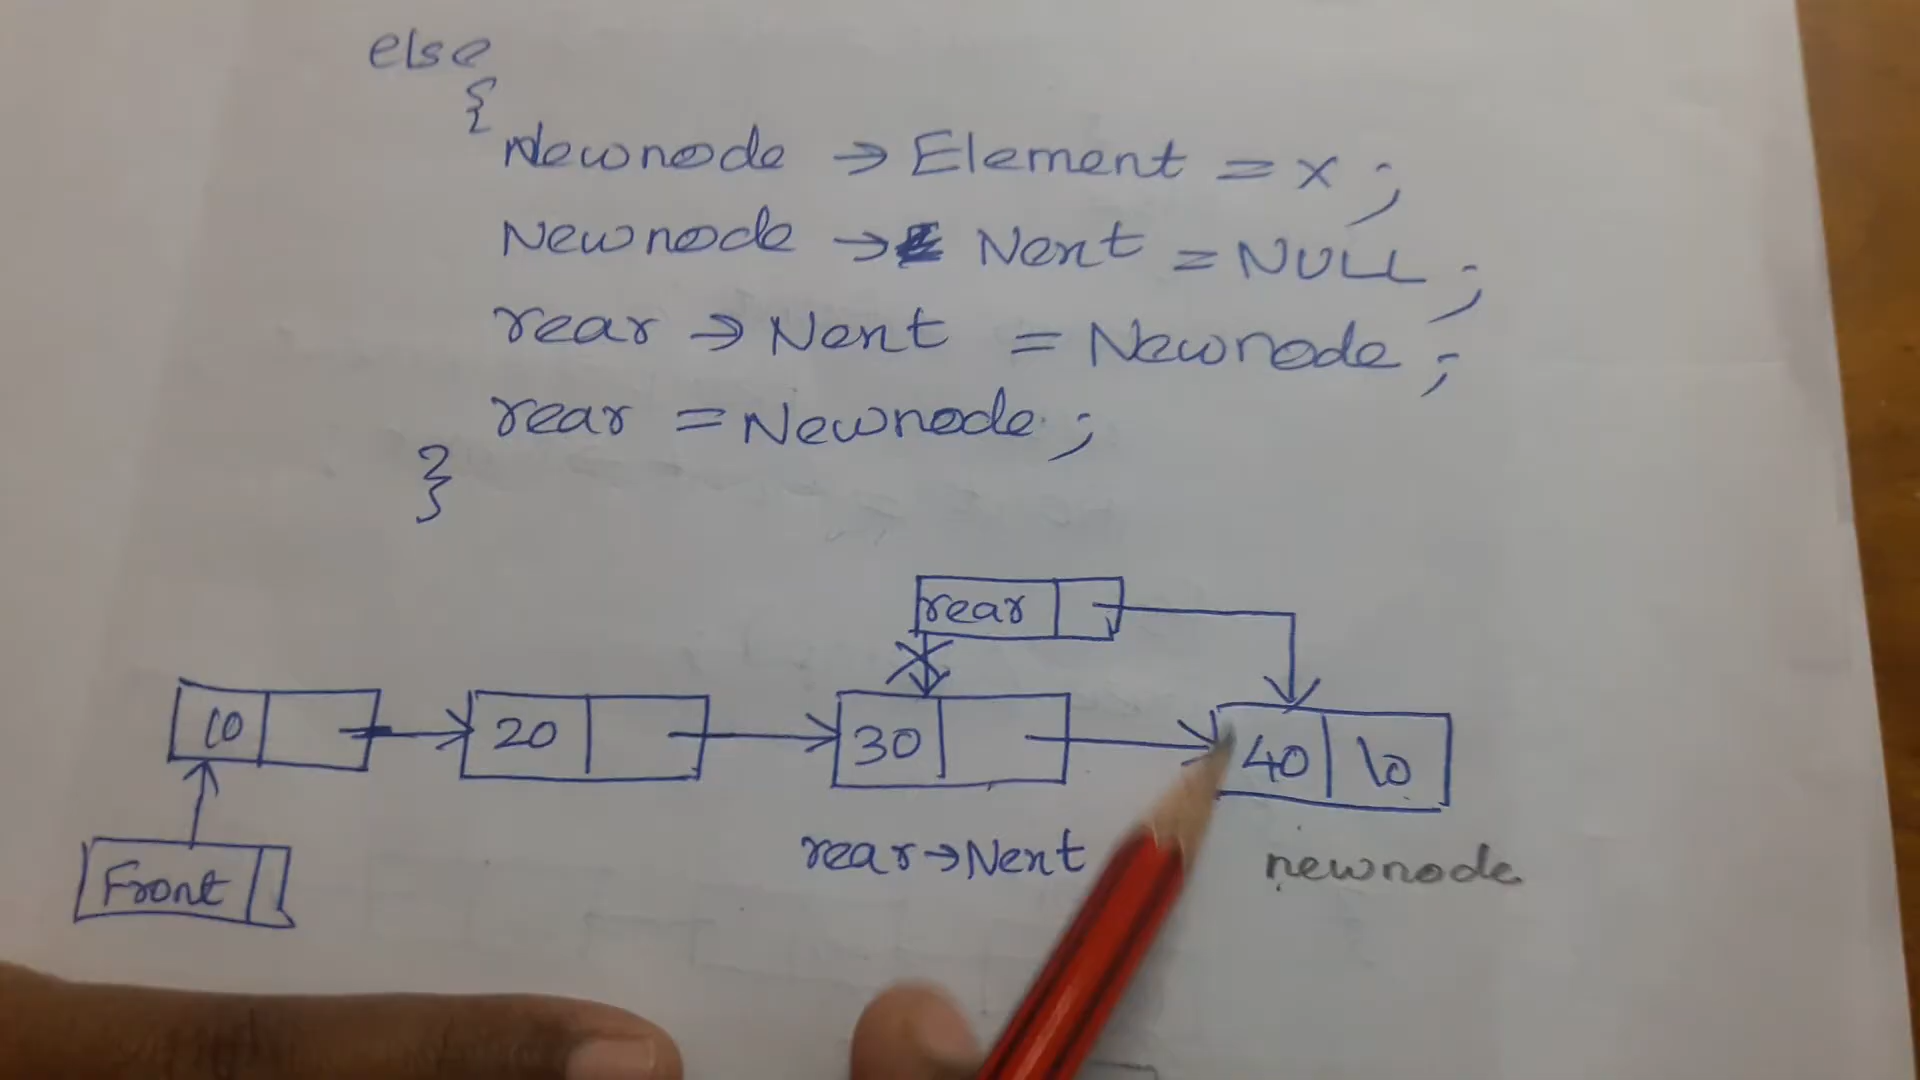 else
{
Newnode → Element = x ;
Newnode → Next = NULL ;
rear → Next = Newnode ;
rear = Newnode ;
}
rear
10 20 30 40 \0
rear → Next newnode
Front